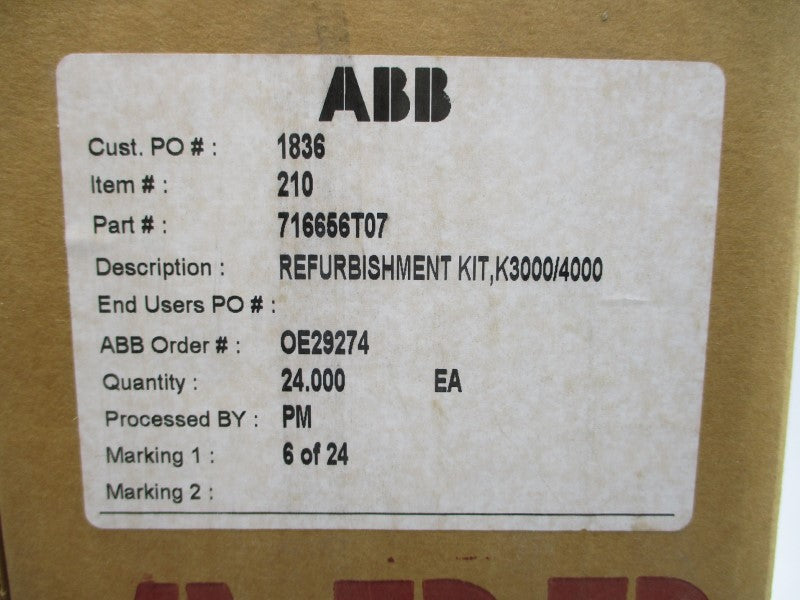 ABB
Cust. PO # : 1836
Item # : 210
Part # : 716656T07
Description : REFURBISHMENT KIT,K3000/4000
End Users PO # :
ABB Order # : OE29274
Quantity : 24.000 EA
Processed BY : PM
Marking 1 : 6 of 24
Marking 2 :
ABB